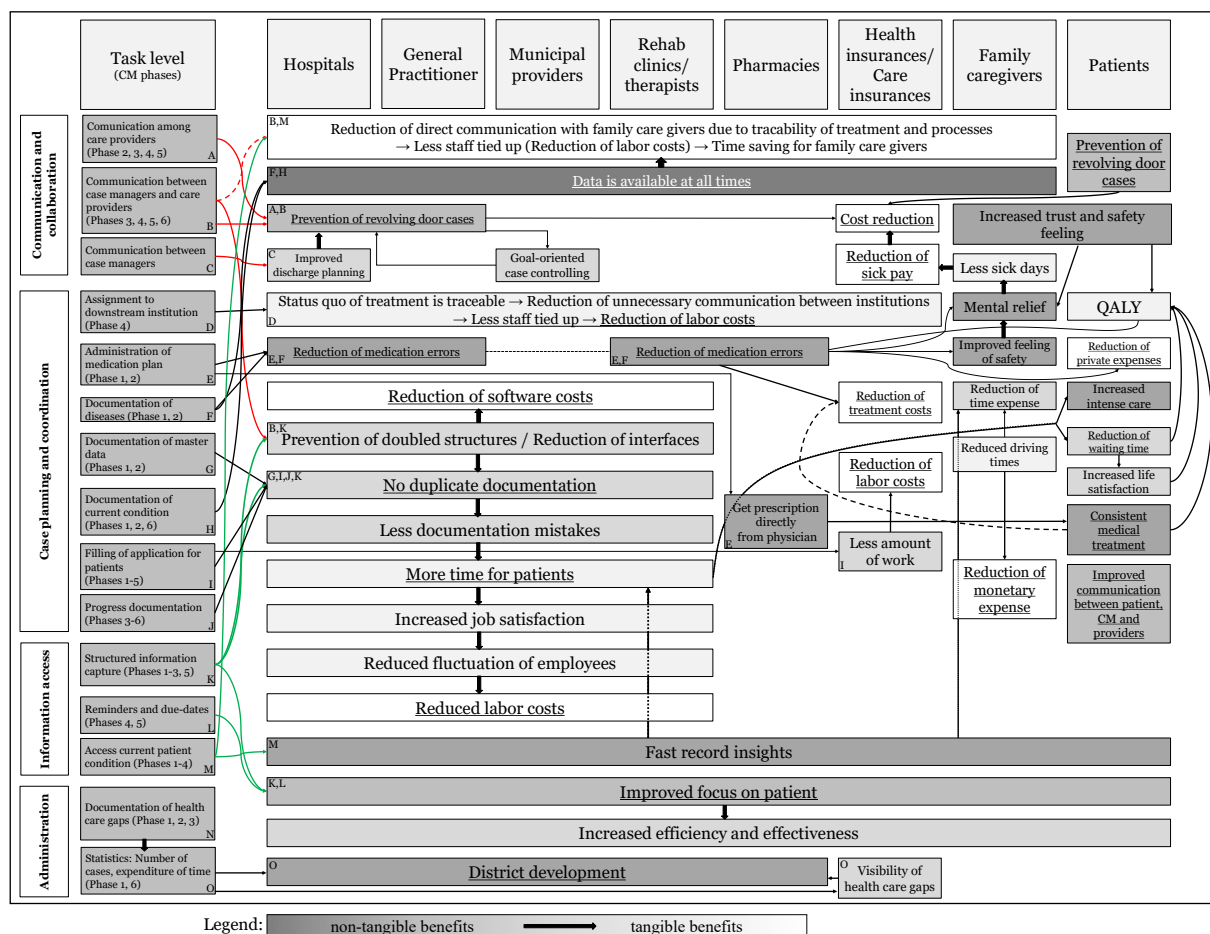 Task level
(CM phases)
Hospitals
General
Practitioner
Municipal
providers
Rehab
clinics/
therapists
Pharmacies
Health
insurances/
Care
insurances
Family
caregivers
Patients
Communication and
collaboration
Comunication among
care providers
(Phase 2, 3, 4, 5)
A
Communication between
case managers and care
providers
(Phases 3, 4, 5, 6)
B
Communication between
case managers
C
B,M
Reduction of direct communication with family care givers due to tracability of treatment and processes
→ Less staff tied up (Reduction of labor costs) → Time saving for family care givers
F,H
Data is available at all times
A,B
Prevention of revolving door cases
C
Improved
discharge planning
Goal-oriented
case controlling
Cost reduction
Reduction of
sick pay
Increased trust and safety
feeling
Less sick days
Prevention of
revolving door
cases
Case planning and coordination
Assignment to
downstream institution
(Phase 4)
D
Administration of
medication plan
(Phase 1, 2)
E
Documentation of
diseases (Phase 1, 2)
F
Documentation of master
data
(Phases 1, 2)
G
Documentation of
current condition
(Phases 1, 2, 6)
H
Filling of application for
patients
(Phases 1-5)
I
Progress documentation
(Phases 3-6)
J
Status quo of treatment is traceable → Reduction of unnecessary communication between institutions
→ Less staff tied up → Reduction of labor costs
D
Mental relief
QALY
E,F
Reduction of medication errors
E,F
Reduction of medication errors
Improved feeling
of safety
Reduction of
private expenses
Reduction of software costs
Reduction of
treatment costs
Reduction of
time expense
Increased
intense care
B,K
Prevention of doubled structures / Reduction of interfaces
Reduced driving
times
Reduction of
waiting time
G,I,J,K
No duplicate documentation
Reduction of
labor costs
Increased life
satisfaction
Less documentation mistakes
Get prescription
directly
from physician
E
Less amount
of work
I
Consistent
medical
treatment
More time for patients
Reduction of
monetary
expense
Improved
communication
between patient,
CM and
providers
Increased job satisfaction
Information access
Structured information
capture (Phases 1-3, 5)
K
Reminders and due-dates
(Phases 4, 5)
L
Access current patient
condition (Phases 1-4)
M
Reduced fluctuation of employees
Reduced labor costs
M
Fast record insights
K,L
Improved focus on patient
Administration
Documentation of health
care gaps (Phase 1, 2, 3)
N
Statistics: Number of
cases, expenditure of time
(Phase 1, 6)
O
Increased efficiency and effectiveness
O
District development
O
Visibility of
health care gaps
Legend:
non-tangible benefits
tangible benefits